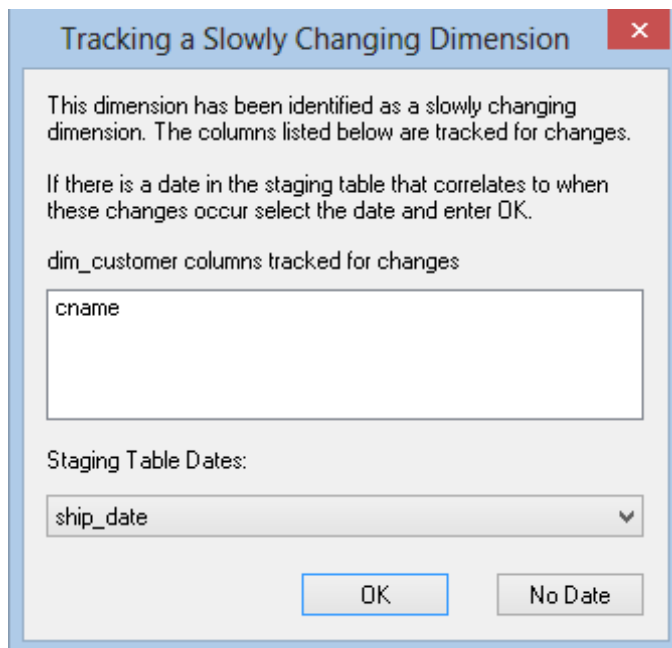 Tracking a Slowly Changing Dimension
This dimension has been identified as a slowly changing
dimension. The columns listed below are tracked for changes.
If there is a date in the staging table that correlates to when
these changes occur select the date and enter OK.
dim_customer columns tracked for changes
cname
Staging Table Dates:
ship_date
OK
No Date